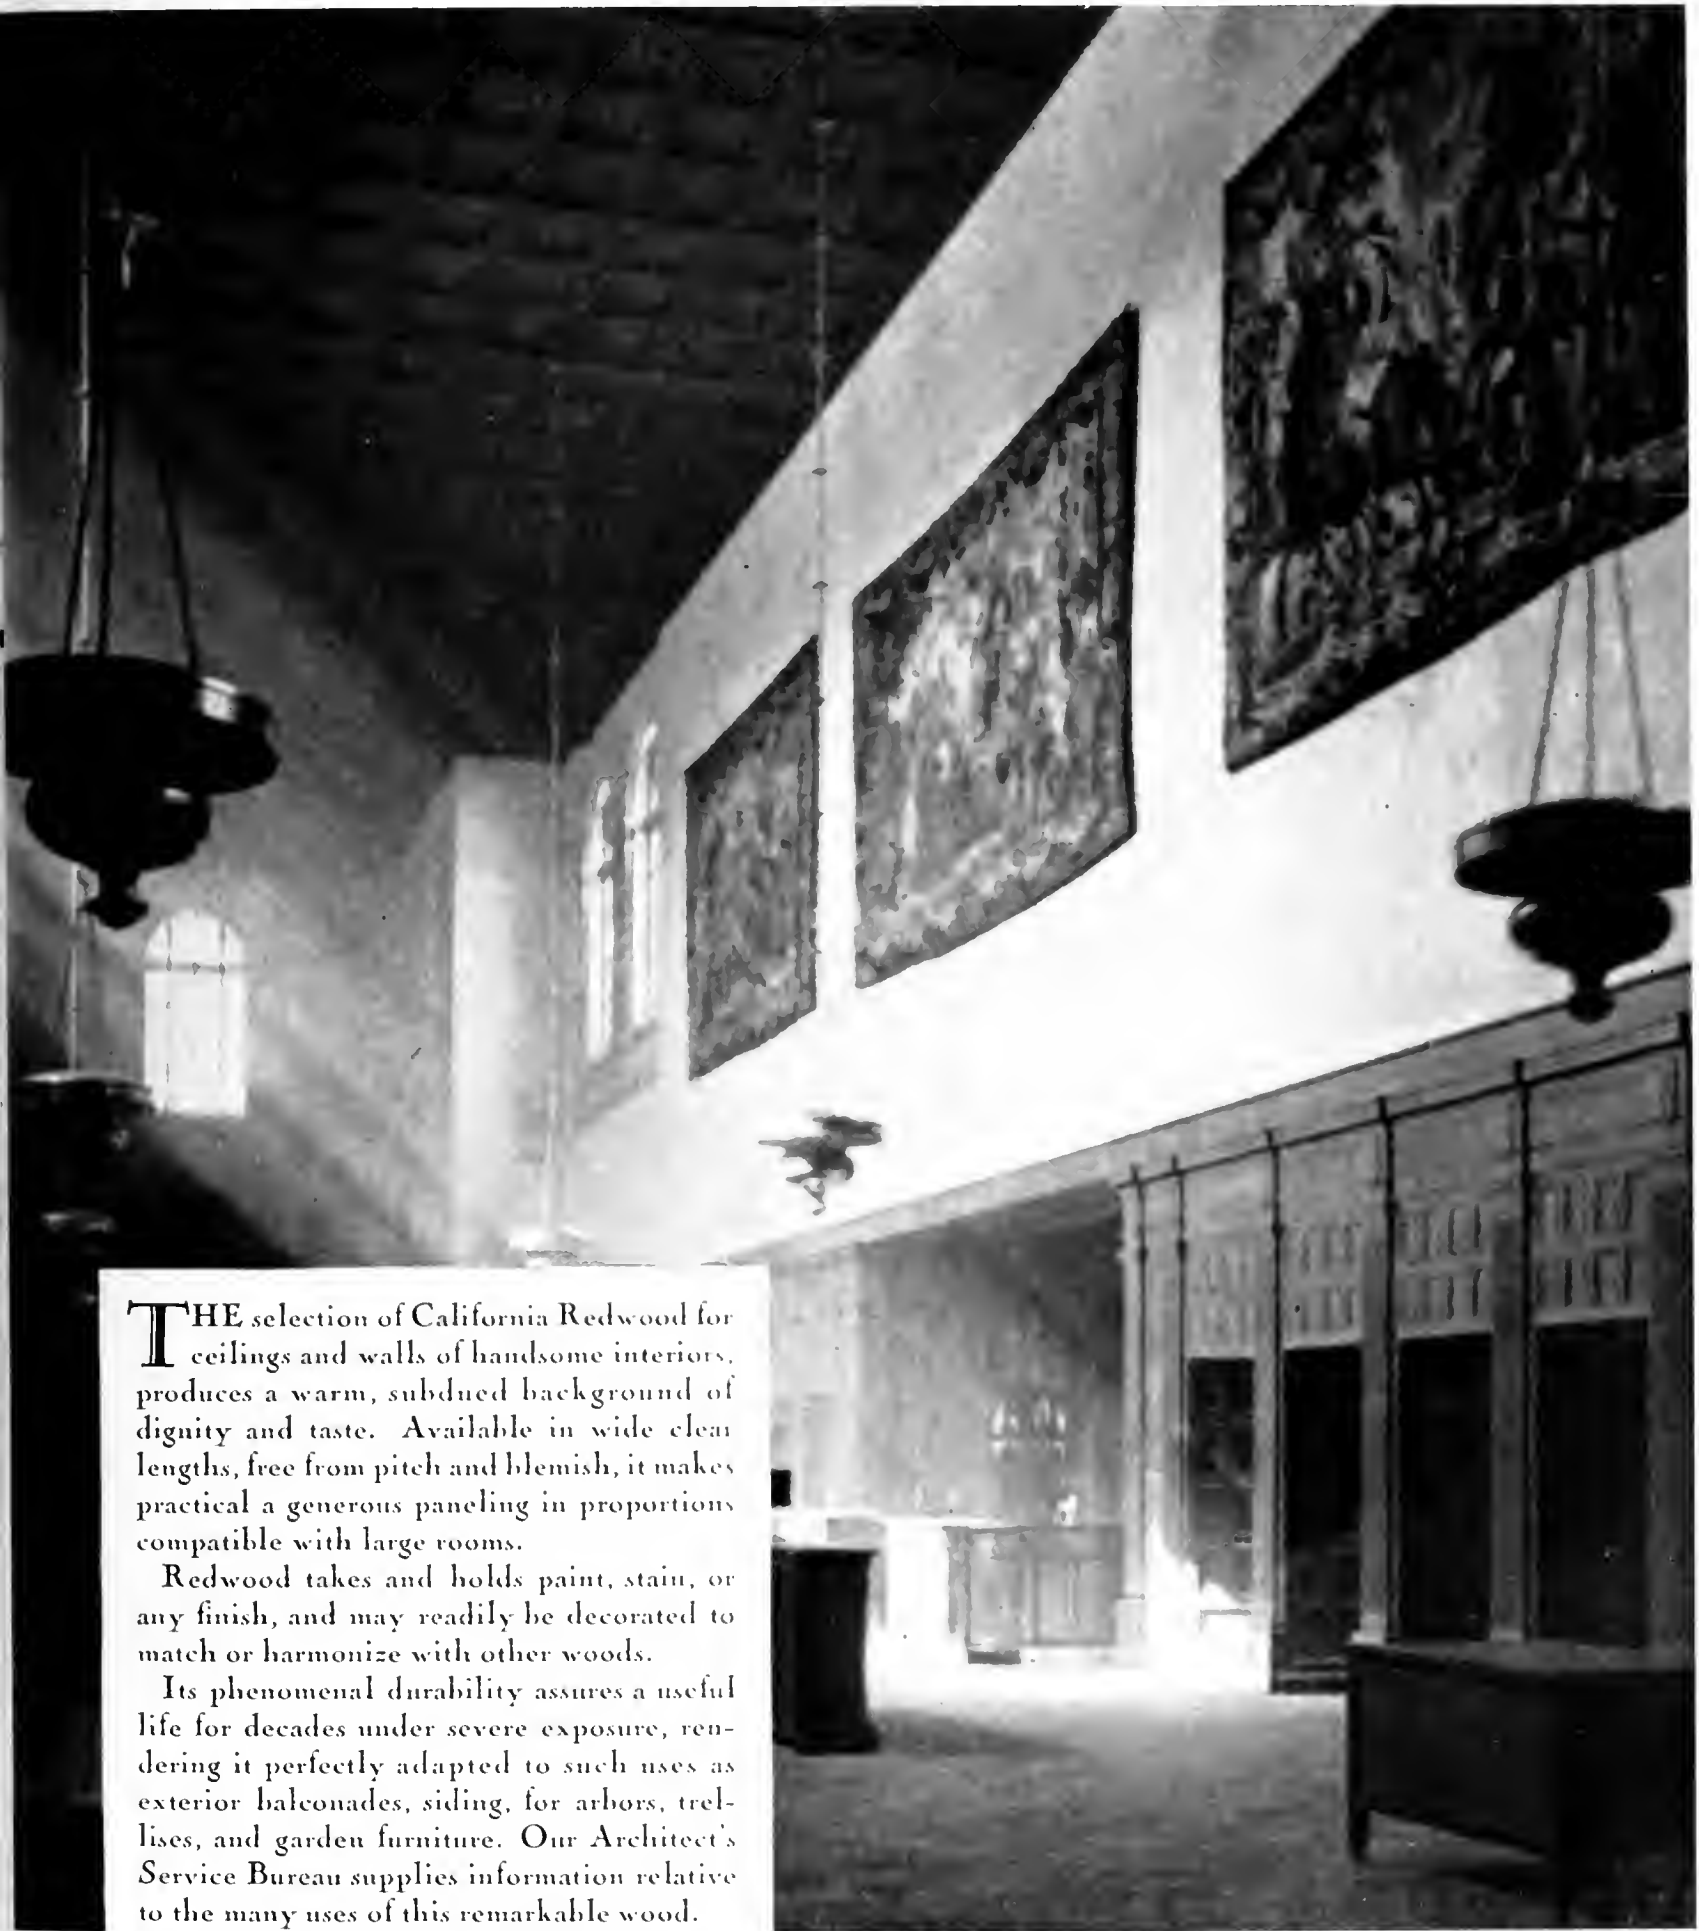 THE selection of California Redwood for
ceilings and walls of handsome interiors,
produces a warm, subdued background of
dignity and taste. Available in wide clear
lengths, free from pitch and blemish, it makes
practical a generous paneling in proportions
compatible with large rooms.
Redwood takes and holds paint, stain, or
any finish, and may readily be decorated to
match or harmonize with other woods.
Its phenomenal durability assures a useful
life for decades under severe exposure, ren-
dering it perfectly adapted to such uses as
exterior balconades, siding, for arbors, trel-
lises, and garden furniture. Our Architect's
Service Bureau supplies information relative
to the many uses of this remarkable wood.